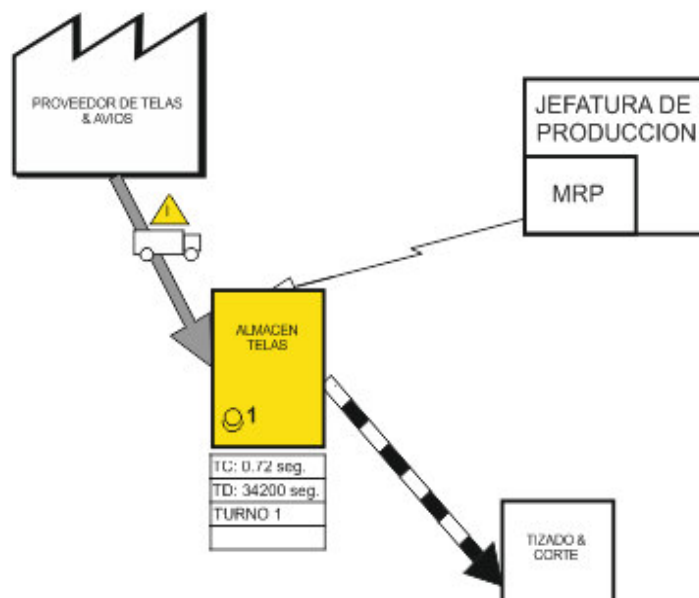 PROVEEDOR DE TELAS
& AVIOS
JEFATURA DE
PRODUCCION
MRP
I
ALMACEN
TELAS
1
TC: 0.72 seg.
TD: 34200 seg.
TURNO 1
TIZADO &
CORTE